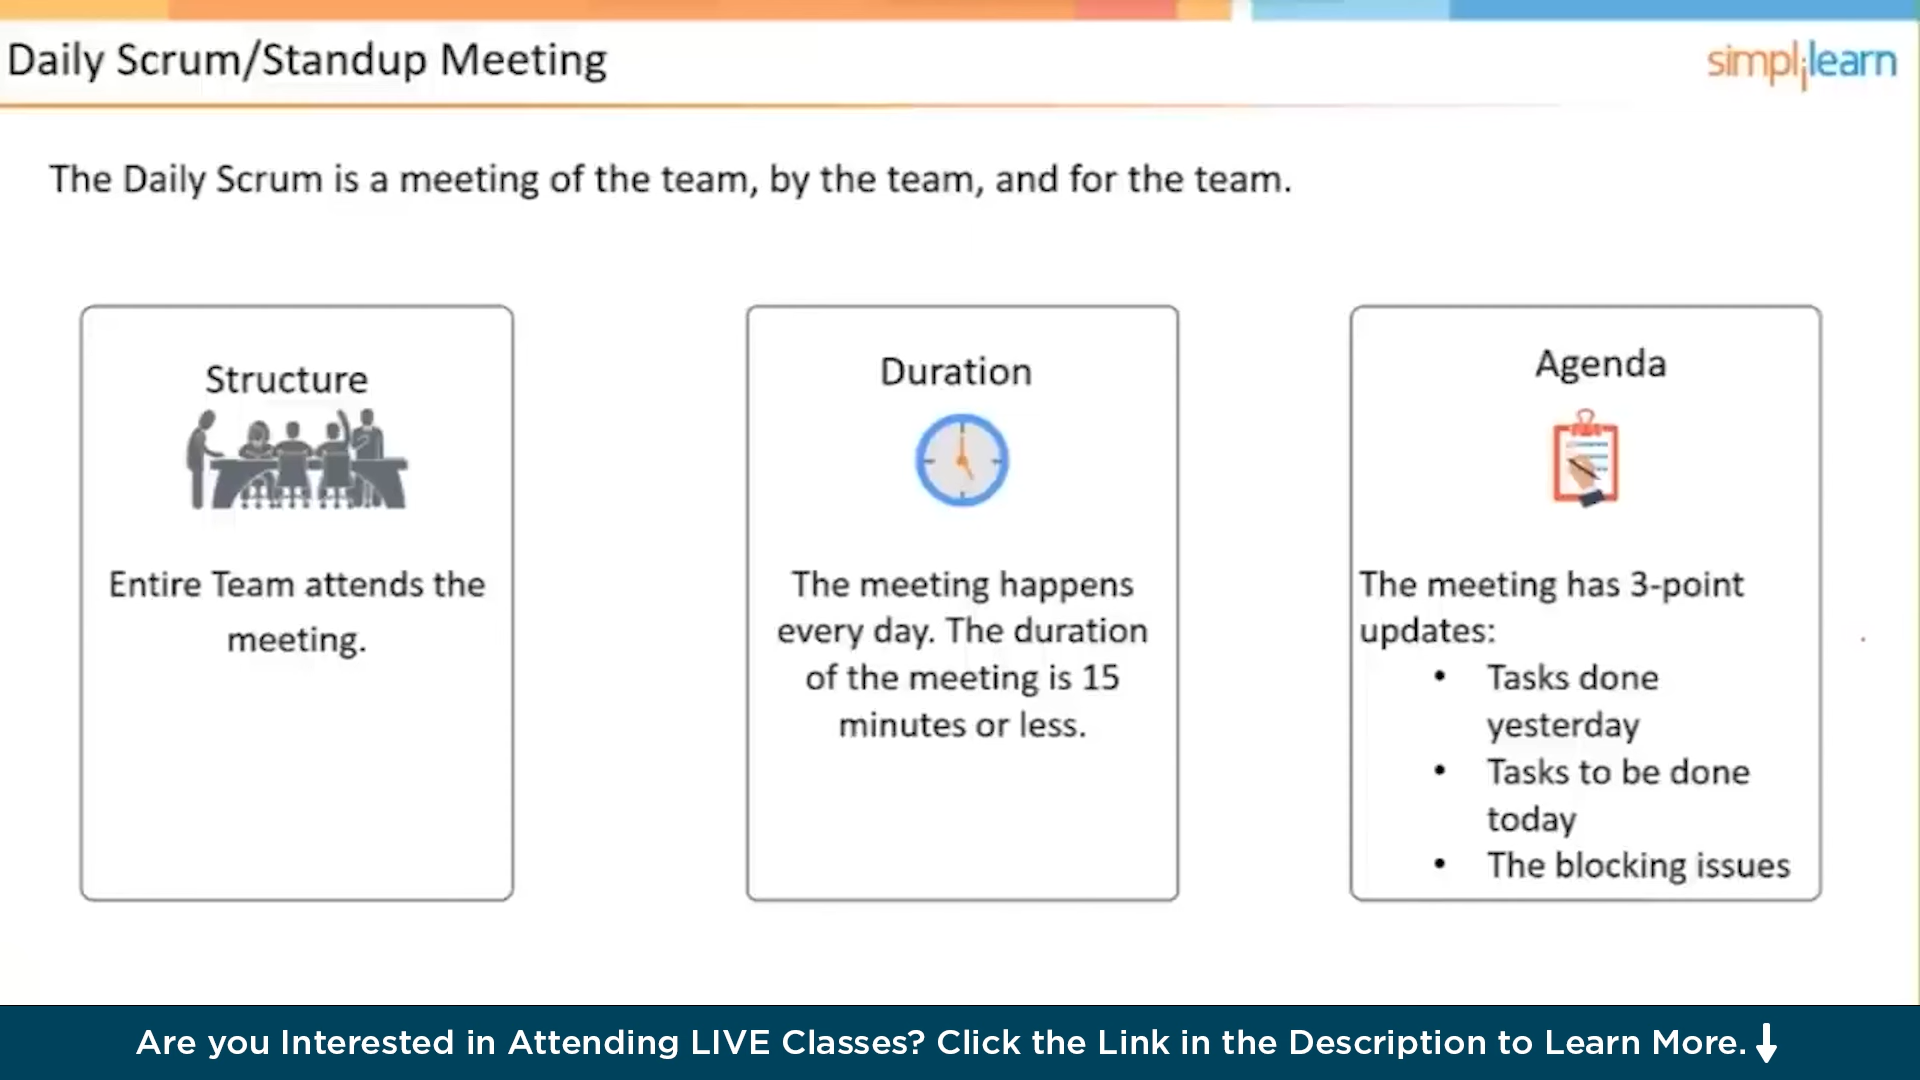 Daily Scrum/Standup Meeting
simplilearn
The Daily Scrum is a meeting of the team, by the team, and for the team.
Structure
Entire Team attends the
meeting.
Duration
The meeting happens
every day. The duration
of the meeting is 15
minutes or less.
Agenda
The meeting has 3-point
updates:
• Tasks done
yesterday
• Tasks to be done
today
• The blocking issues
Are you Interested in Attending LIVE Classes? Click the Link in the Description to Learn More.